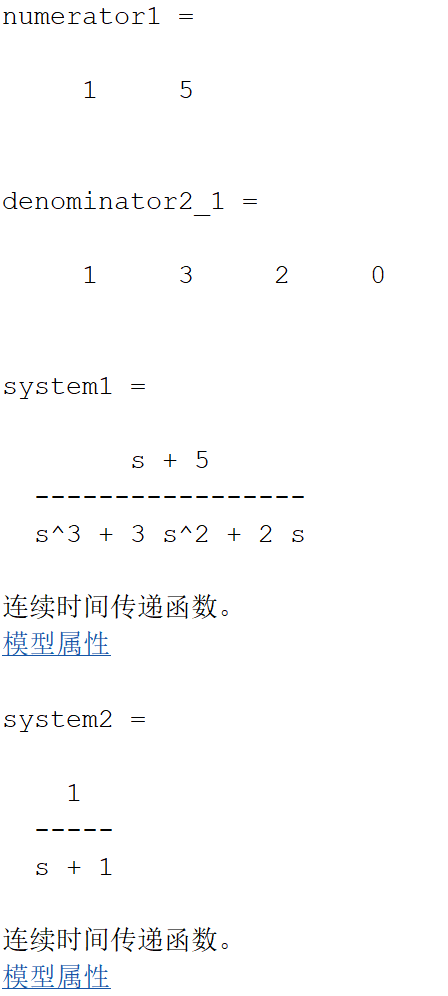 numerator1 =
1 5
denominator2_1 =
1 3 2 0
system1 =
s + 5
-----------------
s^3 + 3 s^2 + 2 s
连续时间传递函数。
模型属性
system2 =
1
-----
s + 1
连续时间传递函数。
模型属性